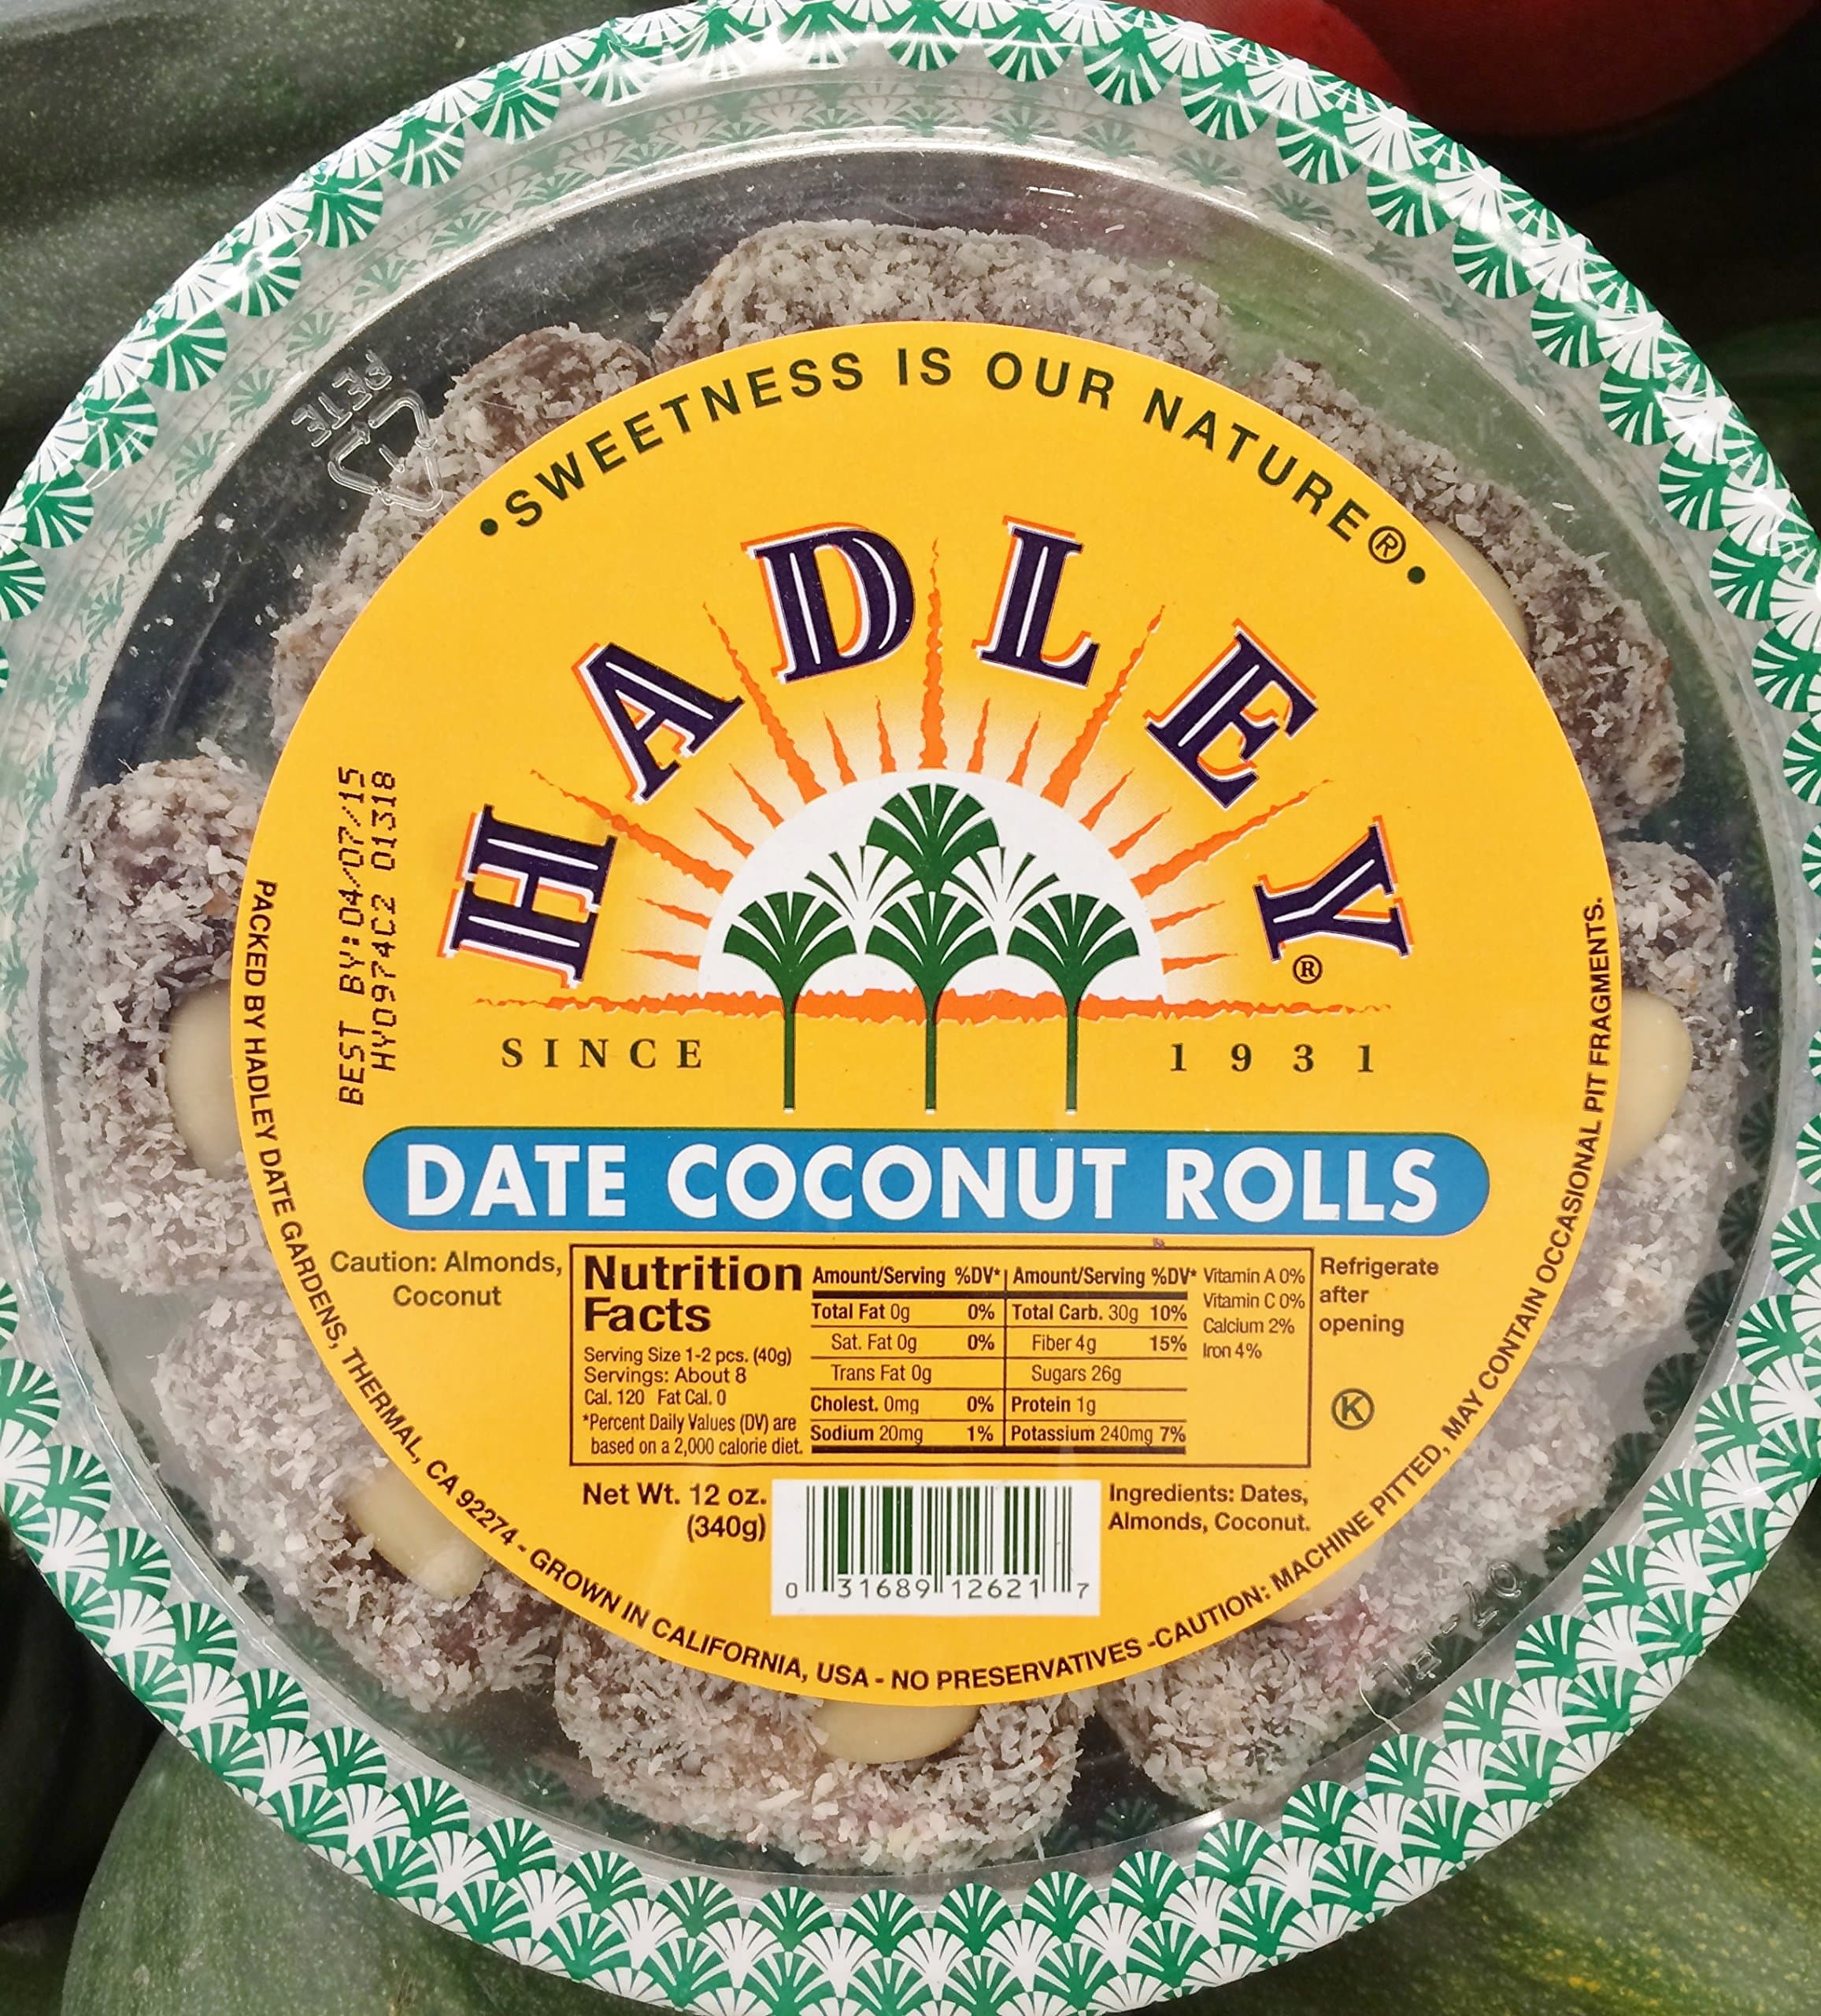 • SWEETNESS IS OUR NATURE® •
HADLEY®
SINCE 1931
BEST BY:04/07/15
HY0974C2 01318
DATE COCONUT ROLLS
Caution: Almonds,
Coconut
Nutrition
Facts
Serving Size 1-2 pcs. (40g)
Servings: About 8
Cal. 120 Fat Cal. 0
*Percent Daily Values (DV) are
based on a 2,000 calorie diet.
Amount/Serving %DV*
Total Fat 0g 0%
Sat. Fat 0g 0%
Trans Fat 0g
Cholest. 0mg 0%
Sodium 20mg 1%
Amount/Serving %DV*
Total Carb. 30g 10%
Fiber 4g 15%
Sugars 26g
Protein 1g
Potassium 240mg 7%
Vitamin A 0%
Vitamin C 0%
Calcium 2%
Iron 4%
Refrigerate
after
opening
K
Net Wt. 12 oz.
(340g)
0 31689 12621 7
Ingredients: Dates,
Almonds, Coconut.
PACKED BY HADLEY DATE GARDENS, THERMAL, CA 92274 - GROWN IN CALIFORNIA, USA - NO PRESERVATIVES -CAUTION: MACHINE PITTED, MAY CONTAIN OCCASIONAL PIT FRAGMENTS.
PETE